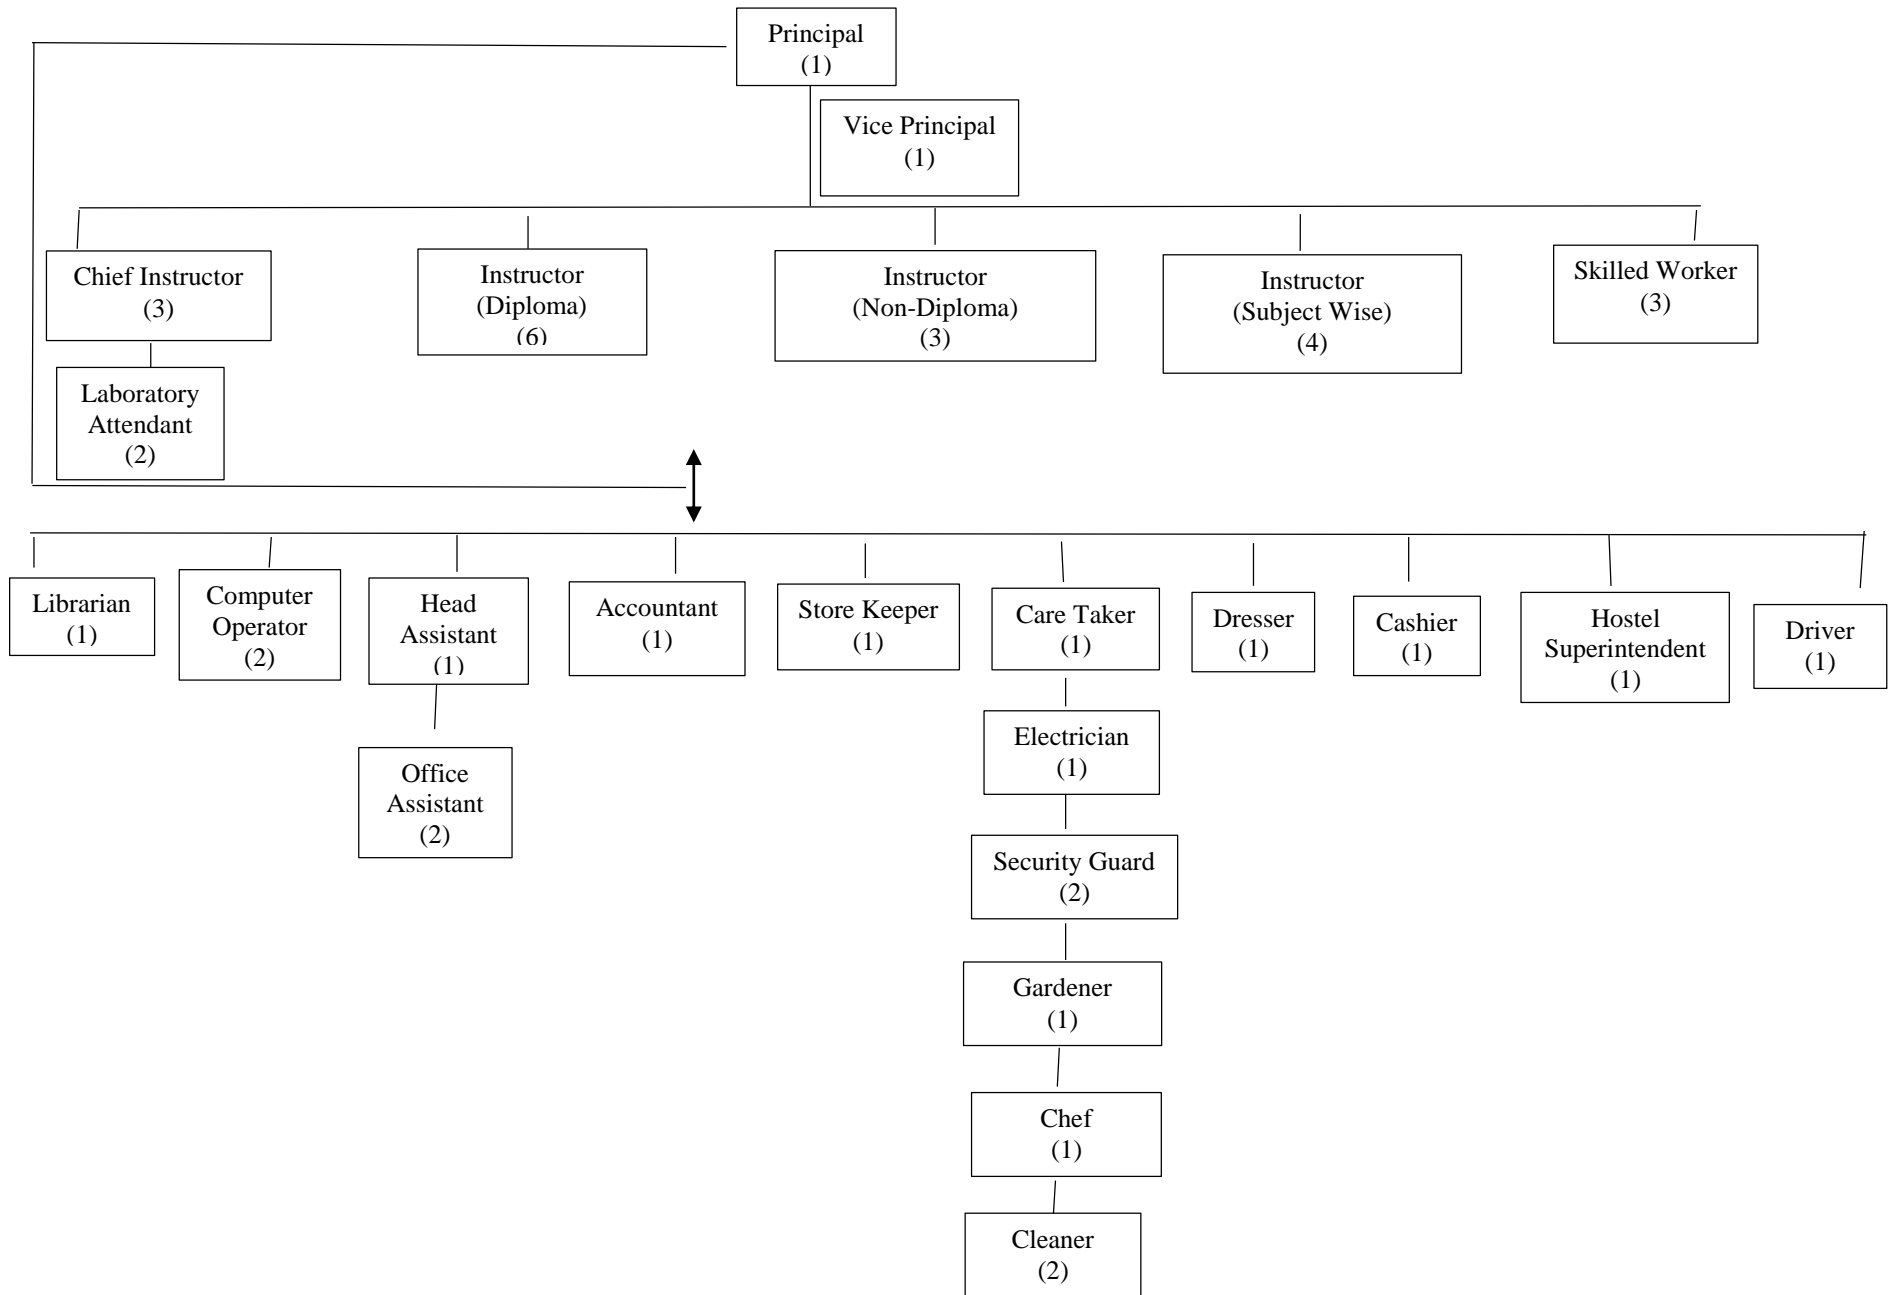 Principal
(1)
Vice Principal
(1)
Chief Instructor
(3)
Instructor
(Diploma)
(6)
Instructor
(Non-Diploma)
(3)
Instructor
(Subject Wise)
(4)
Skilled Worker
(3)
Laboratory
Attendant
(2)
Librarian
(1)
Computer
Operator
(2)
Head
Assistant
(1)
Accountant
(1)
Store Keeper
(1)
Care Taker
(1)
Dresser
(1)
Cashier
(1)
Hostel
Superintendent
(1)
Driver
(1)
Electrician
(1)
Office
Assistant
(2)
Security Guard
(2)
Gardener
(1)
Chef
(1)
Cleaner
(2)